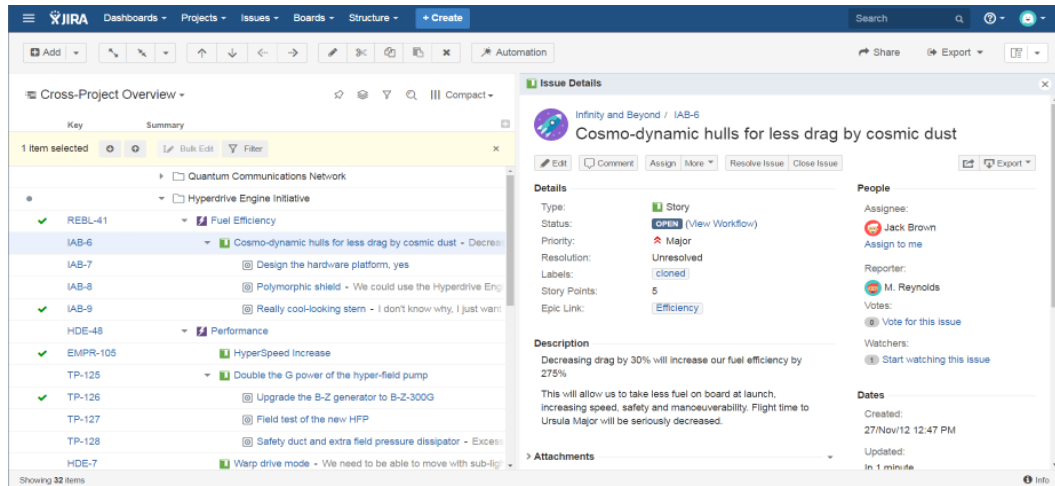 JIRA Dashboards Projects Issues Boards Structure + Create Search
Add Automation Share Export
Cross-Project Overview Compact
Key Summary
1 item selected Bulk Edit Filter
Quantum Communications Network
Hyperdrive Engine Initiative
REBL-41 Fuel Efficiency
IAB-6 Cosmo-dynamic hulls for less drag by cosmic dust - Decrea
IAB-7 Design the hardware platform, yes
IAB-8 Polymorphic shield - We could use the Hyperdrive Eng
IAB-9 Really cool-looking stern - I don't know why, I just want
HDE-48 Performance
EMPR-105 HyperSpeed Increase
TP-125 Double the G power of the hyper-field pump
TP-126 Upgrade the B-Z generator to B-Z-300G
TP-127 Field test of the new HFP
TP-128 Safety duct and extra field pressure dissipator - Excess
HDE-7 Warp drive mode - We need to be able to move with sub-lig
Showing 32 items
Issue Details
Infinity and Beyond / IAB-6
Cosmo-dynamic hulls for less drag by cosmic dust
Edit Comment Assign More Resolve Issue Close Issue Export
Details
Type: Story
Status: OPEN (View Workflow)
Priority: Major
Resolution: Unresolved
Labels: cloned
Story Points: 5
Epic Link: Efficiency
Description
Decreasing drag by 30% will increase our fuel efficiency by
275%
This will allow us to take less fuel on board at launch,
increasing speed, safety and manoeuverability. Flight time to
Ursula Major will be seriously decreased.
Attachments
People
Assignee:
Jack Brown
Assign to me
Reporter:
M. Reynolds
Votes:
0 Vote for this issue
Watchers:
1 Start watching this issue
Dates
Created:
27/Nov/12 12:47 PM
Updated:
In 1 minute
Info